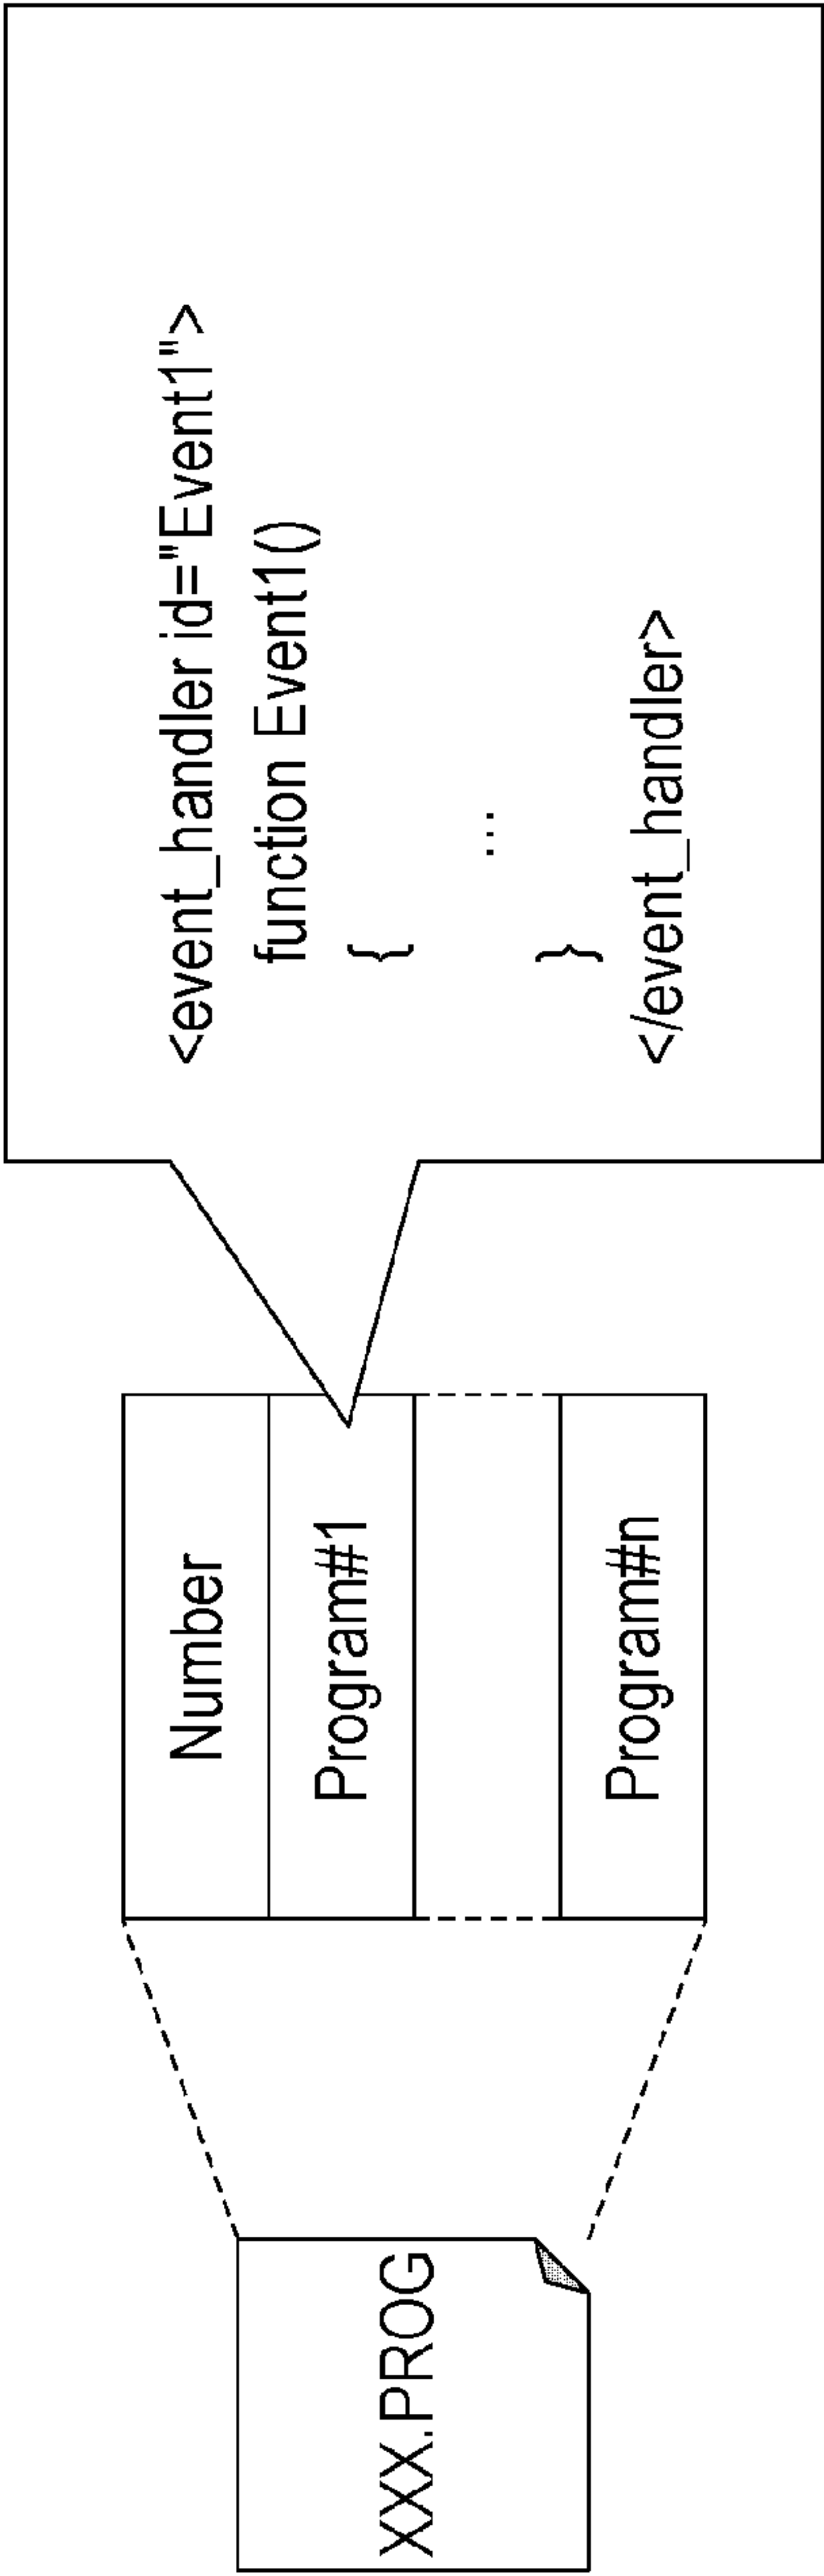 XXX.PROG
Number
Program#1
Program#n
<event_handler id="Event1">
function Event1()
{
...
}
</event_handler>